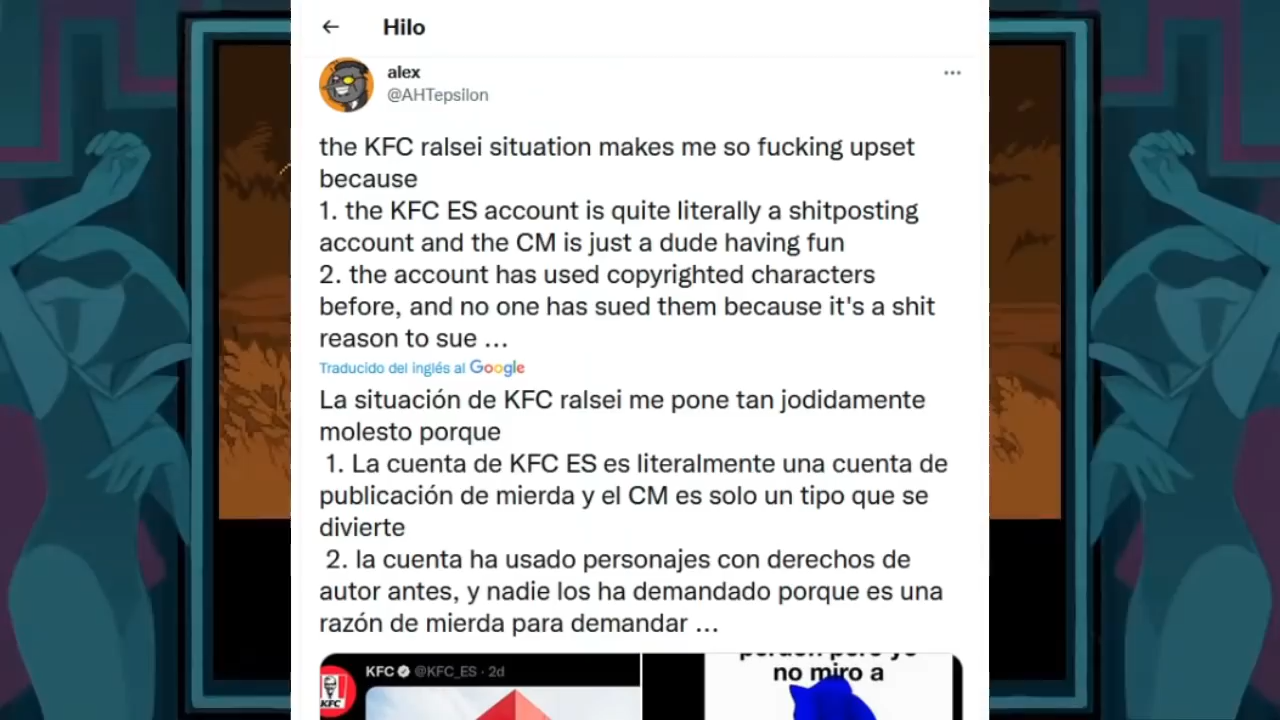 Hilo
alex
@AHTepsilon
the KFC ralsei situation makes me so fucking upset
because
1. the KFC ES account is quite literally a shitposting
account and the CM is just a dude having fun
2. the account has used copyrighted characters
before, and no one has sued them because it's a shit
reason to sue ...
Traducido del inglés al Google
La situación de KFC ralsei me pone tan jodidamente
molesto porque
1. La cuenta de KFC ES es literalmente una cuenta de
publicación de mierda y el CM es solo un tipo que se
divierte
2. la cuenta ha usado personajes con derechos de
autor antes, y nadie los ha demandado porque es una
razón de mierda para demandar ...
KFC @KFC_ES · 2d
KFC
perdón pero yo
no miro a